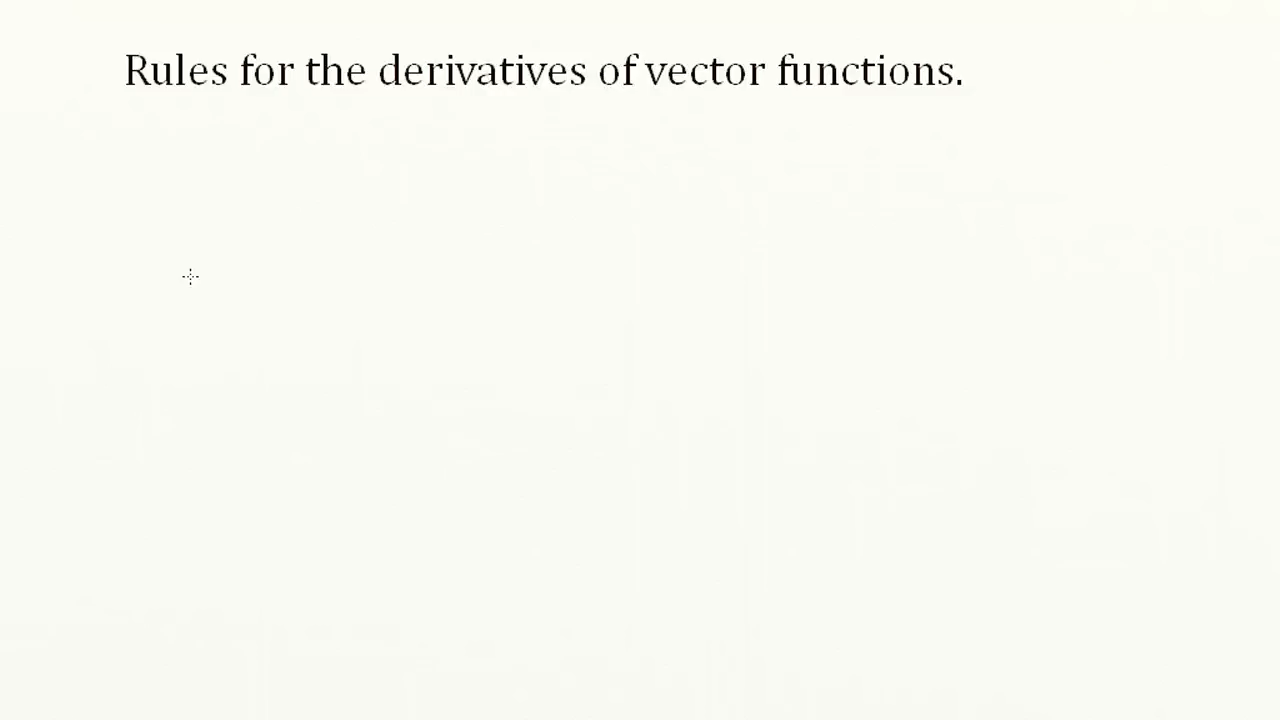 Rules for the derivatives of vector functions.